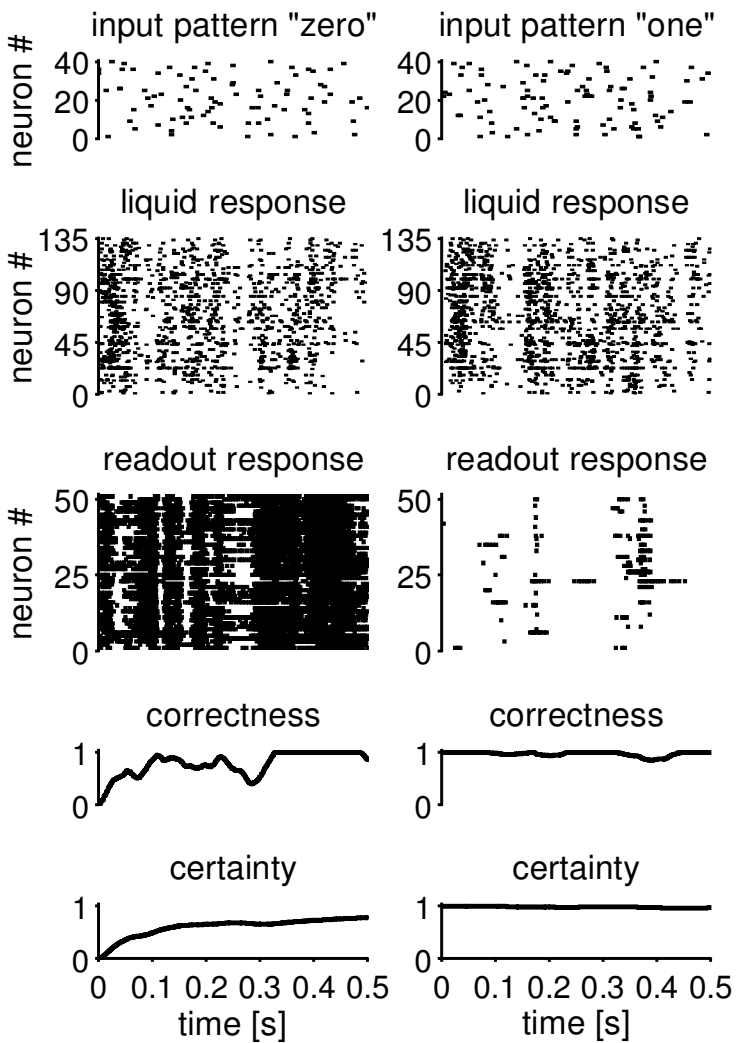 input pattern "zero" input pattern "one"
neuron #
40
20
0
40
20
0
liquid response liquid response
neuron #
135
90
45
0
135
90
45
0
readout response readout response
neuron #
50
25
0
50
25
0
correctness correctness
1
0
1
0
certainty certainty
1
0
1
0
0 0.1 0.2 0.3 0.4 0.5 0 0.1 0.2 0.3 0.4 0.5
time [s] time [s]